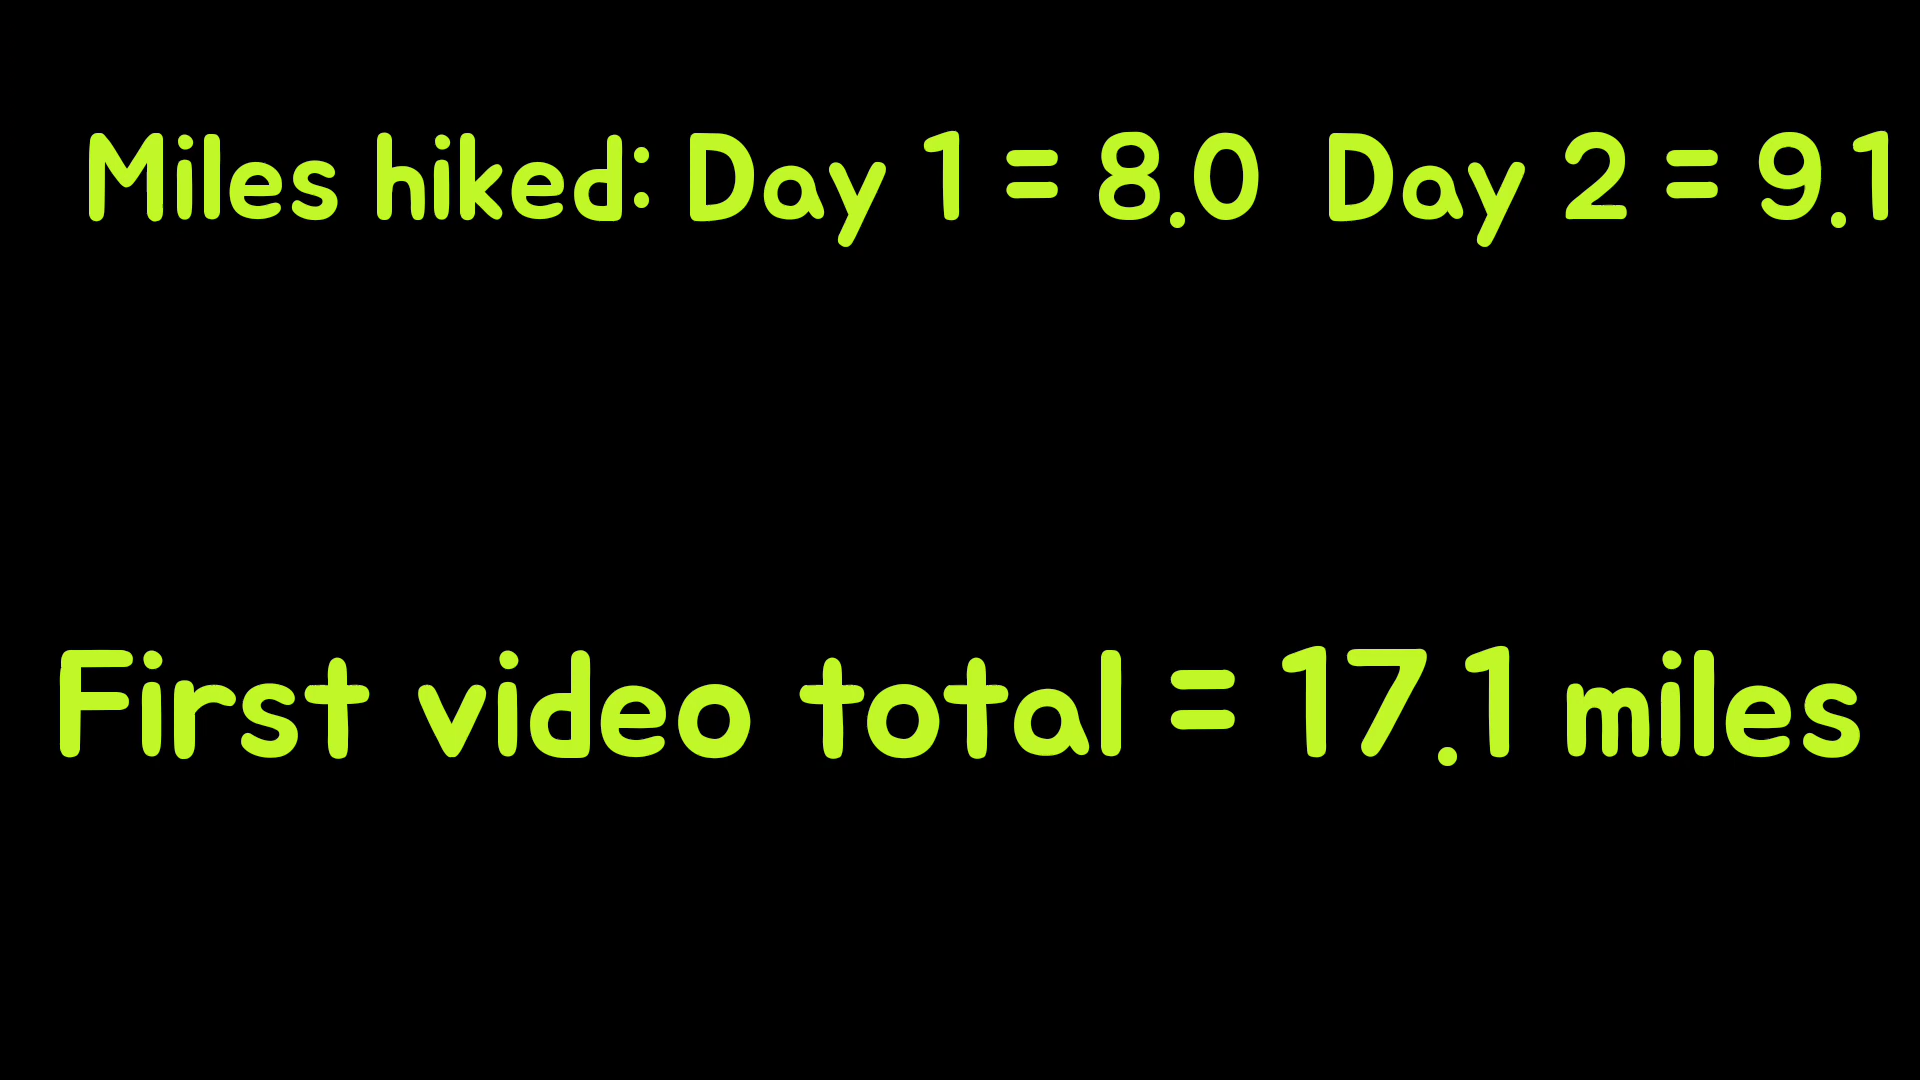 Miles hiked: Day 1 = 8.0  Day 2 = 9.1
First video total = 17.1 miles